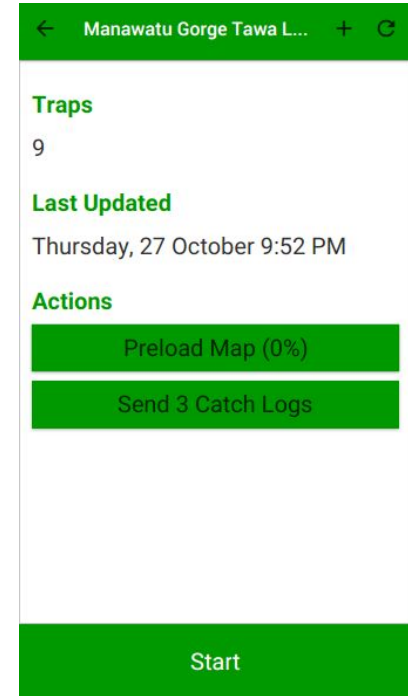 Manawatu Gorge Tawa L...
Traps
9
Last Updated
Thursday, 27 October 9:52 PM
Actions
Preload Map (0%)
Send 3 Catch Logs
Start